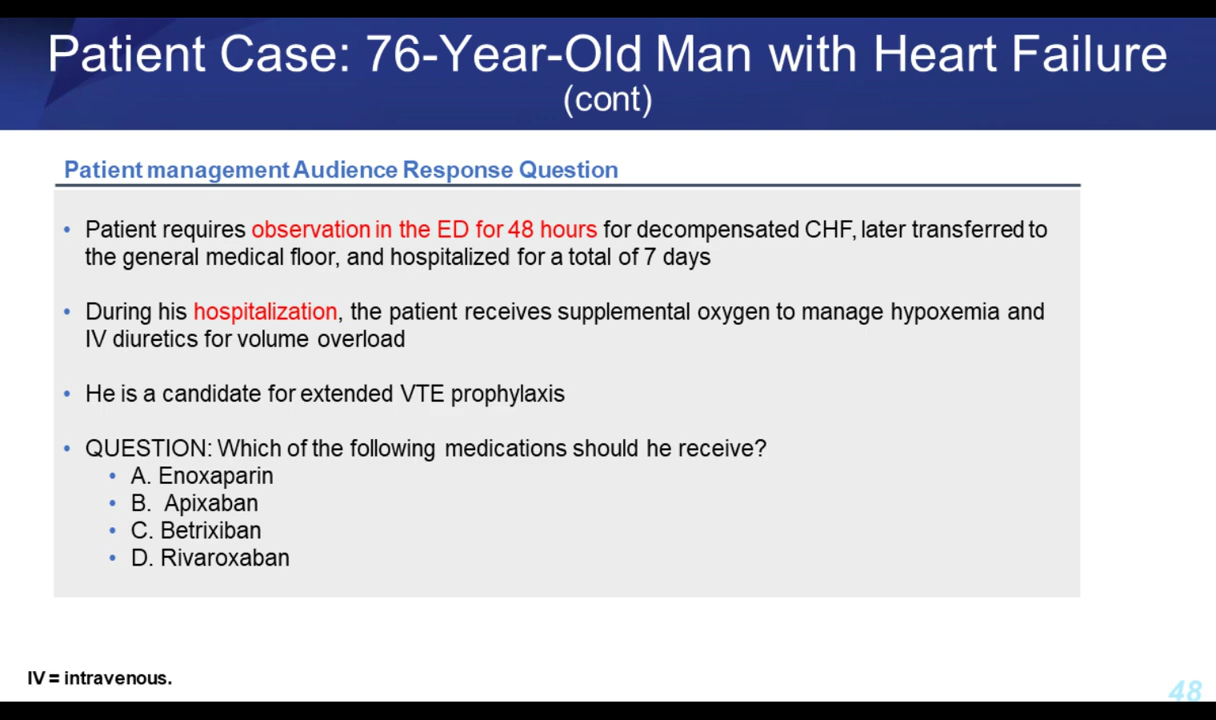 Patient Case: 76-Year-Old Man with Heart Failure
(cont)
Patient management Audience Response Question
• Patient requires observation in the ED for 48 hours for decompensated CHF, later transferred to
the general medical floor, and hospitalized for a total of 7 days
• During his hospitalization, the patient receives supplemental oxygen to manage hypoxemia and
IV diuretics for volume overload
• He is a candidate for extended VTE prophylaxis
• QUESTION: Which of the following medications should he receive?
• A. Enoxaparin
• B. Apixaban
• C. Betrixiban
• D. Rivaroxaban
IV = intravenous.
48